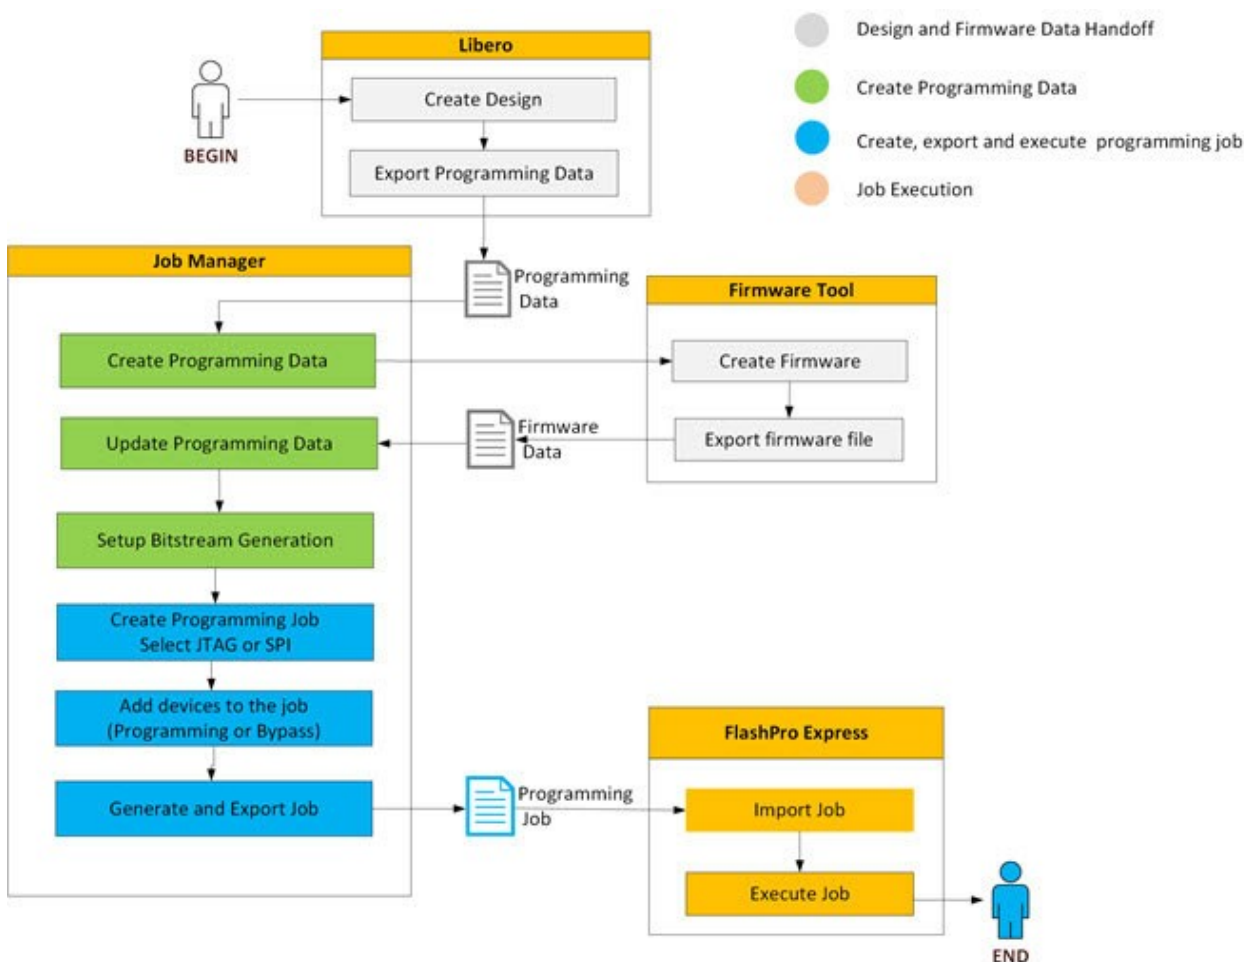 Libero
Create Design
Export Programming Data
BEGIN
Design and Firmware Data Handoff
Create Programming Data
Create, export and execute programming job
Job Execution
Programming
Data
Job Manager
Create Programming Data
Update Programming Data
Setup Bitstream Generation
Create Programming Job
Select JTAG or SPI
Add devices to the job
(Programming or Bypass)
Generate and Export Job
Firmware Tool
Create Firmware
Export firmware file
Firmware
Data
Programming
Job
FlashPro Express
Import Job
Execute Job
END